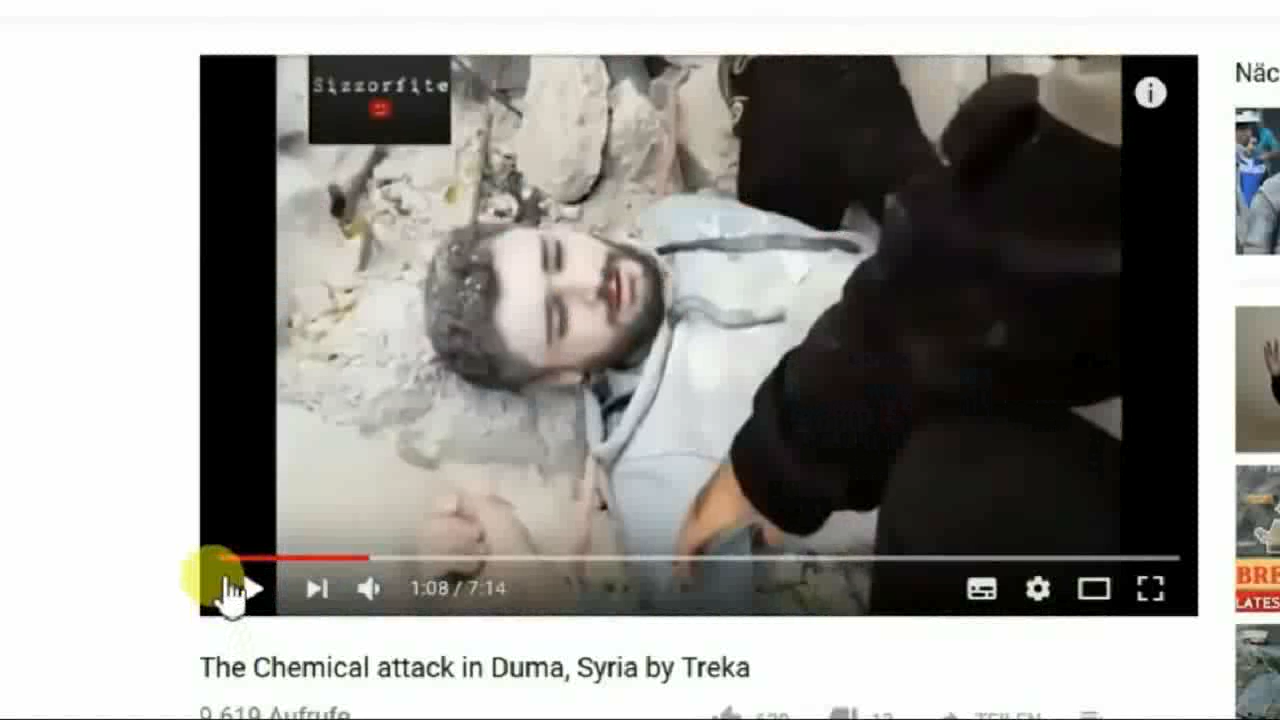 Näc
Sizzorfite
i
1:08 / 7:14
BRE
LATES
The Chemical attack in Duma, Syria by Treka
9.619 Aufrufe
TEILEN